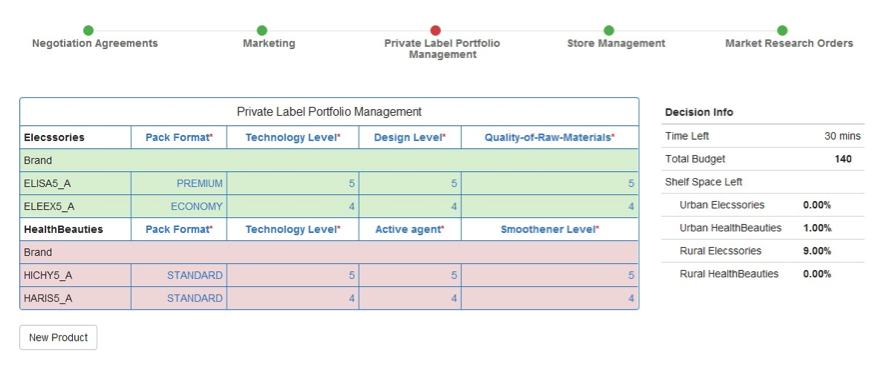 Negotiation Agreements Marketing Private Label Portfolio Store Management Market Research Orders
Management
Private Label Portfolio Management
Elecssories Pack Format* Technology Level* Design Level* Quality-of-Raw-Materials*
Brand
ELISA5_A PREMIUM 5 5 5
ELEEX5_A ECONOMY 4 4 4
HealthBeauties Pack Format* Technology Level* Active agent* Smoothener Level*
Brand
HICHY5_A STANDARD 5 5 5
HARIS5_A STANDARD 4 4 4
New Product
Decision Info
Time Left 30 mins
Total Budget 140
Shelf Space Left
Urban Elecssories 0.00%
Urban HealthBeauties 1.00%
Rural Elecssories 9.00%
Rural HealthBeauties 0.00%